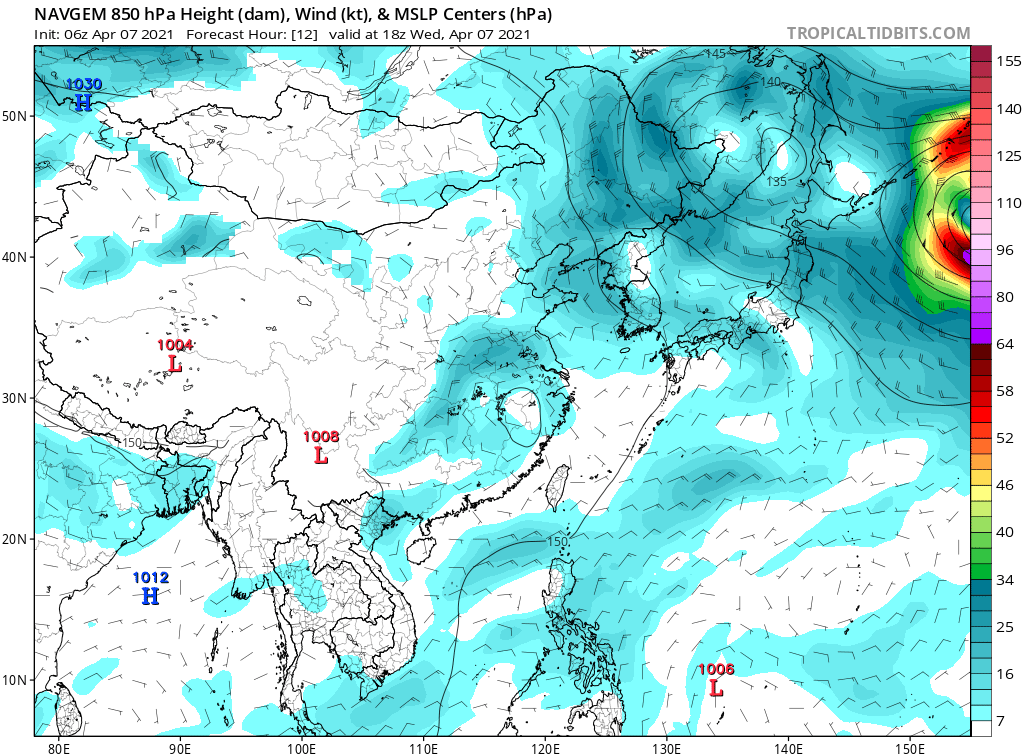 NAVGEM 850 hPa Height (dam), Wind (kt), & MSLP Centers (hPa)
Init: 06z Apr 07 2021 Forecast Hour: [12] valid at 18z Wed, Apr 07 2021
TROPICALTIDBITS.COM
145
155
1030
H
140
140
50N
125
135
110
40N
96
80
1004
L
64
58
30N
150
1008
L
52
46
20N
150
40
1012
H
34
25
1006
L
10N
16
7
80E 90E 100E 110E 120E 130E 140E 150E